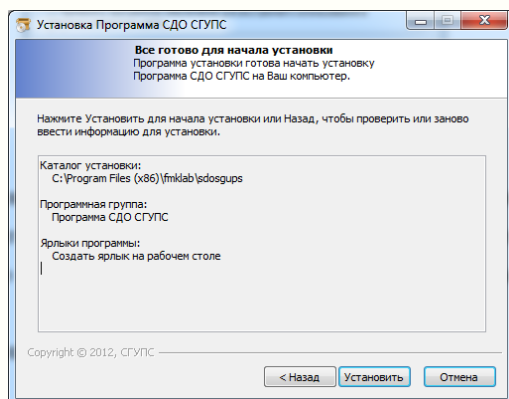 Установка Программа СДО СГУПС
Все готово для начала установки
Программа установки готова начать установку
Программа СДО СГУПС на Ваш компьютер.
Нажмите Установить для начала установки или Назад, чтобы проверить или заново
ввести информацию для установки.
Каталог установки:
C:\Program Files (x86)\fmklab\sdosgups
Программная группа:
Программа СДО СГУПС
Ярлыки программы:
Создать ярлык на рабочем столе
Copyright © 2012, СГУПС
< Назад Установить Отмена